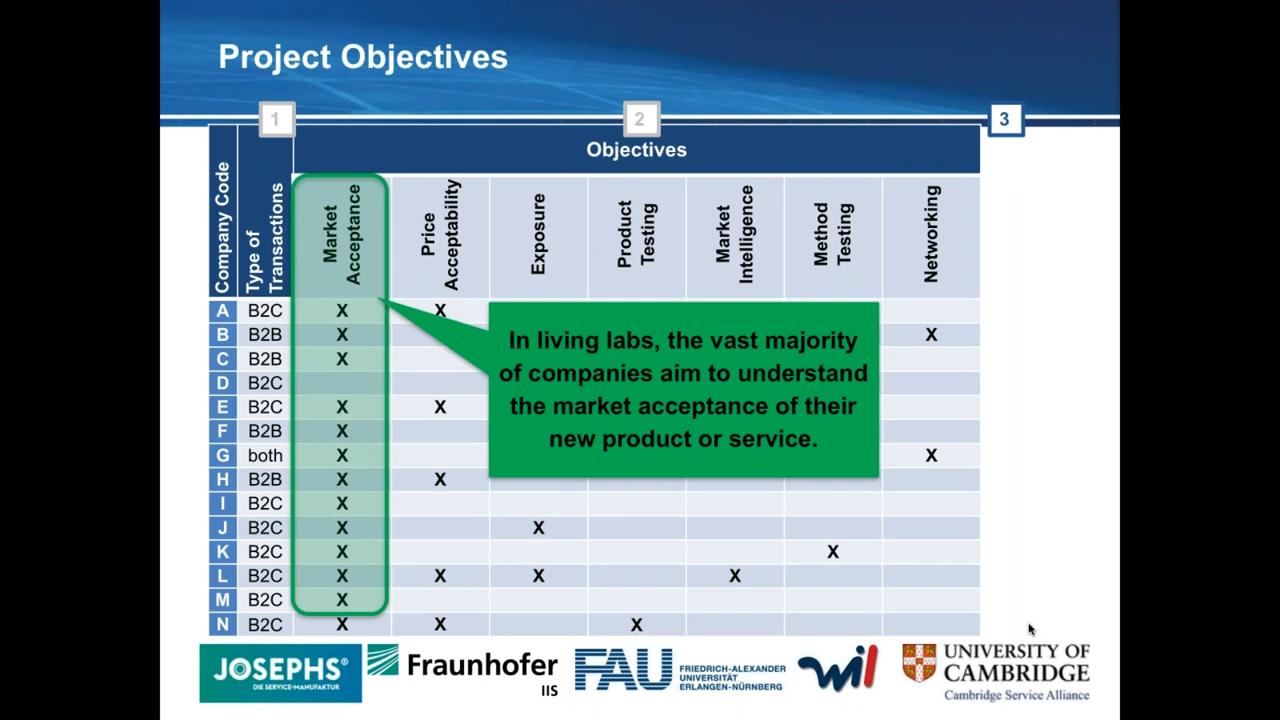 Project Objectives
1
2
3
Objectives
Company Code
Type of
Transactions
Market
Acceptance
Price
Acceptability
Exposure
Product
Testing
Market
Intelligence
Method
Testing
Networking
A B2C X X
B B2B X X
C B2B X
D B2C
E B2C X X
F B2B X
G both X X
H B2B X X
I B2C X
J B2C X X
K B2C X X
L B2C X X X X
M B2C X
N B2C X X X
In living labs, the vast majority
of companies aim to understand
the market acceptance of their
new product or service.
JOSEPHS®
DIE SERVICE-MANUFAKTUR
Fraunhofer
IIS
FAU
FRIEDRICH-ALEXANDER
UNIVERSITÄT
ERLANGEN-NÜRNBERG
wi1
UNIVERSITY OF
CAMBRIDGE
Cambridge Service Alliance